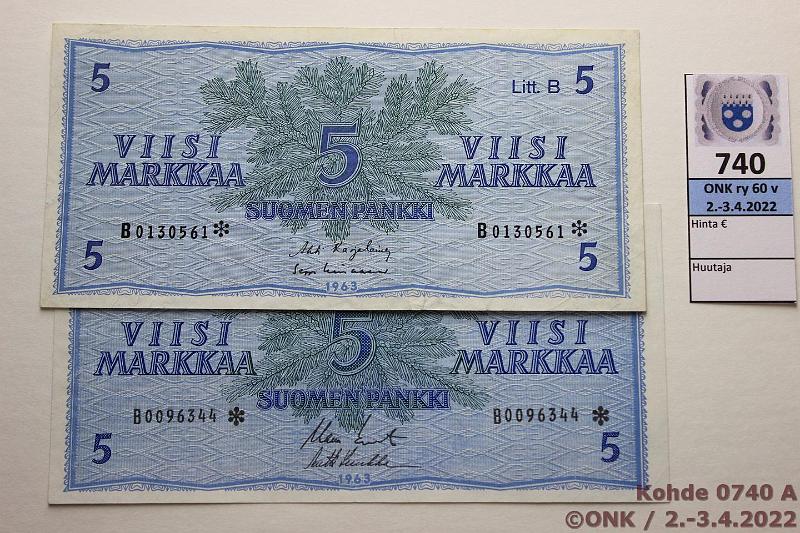 5 Litt. B 5
5
VIISI VIISI
MARKKAA MARKKAA
SUOMEN PANKKI
B0130561* B0130561*
5 5
1963
VIISI 5 VIISI
MARKKAA MARKKAA
SUOMEN PANKKI
B0096344 * B0096344 *
5 5
1963
740
ONK ry 60 v
2.-3.4.2022
Hinta €
Huutaja
Kohde 0740 A
©ONK / 2.-3.4.2022